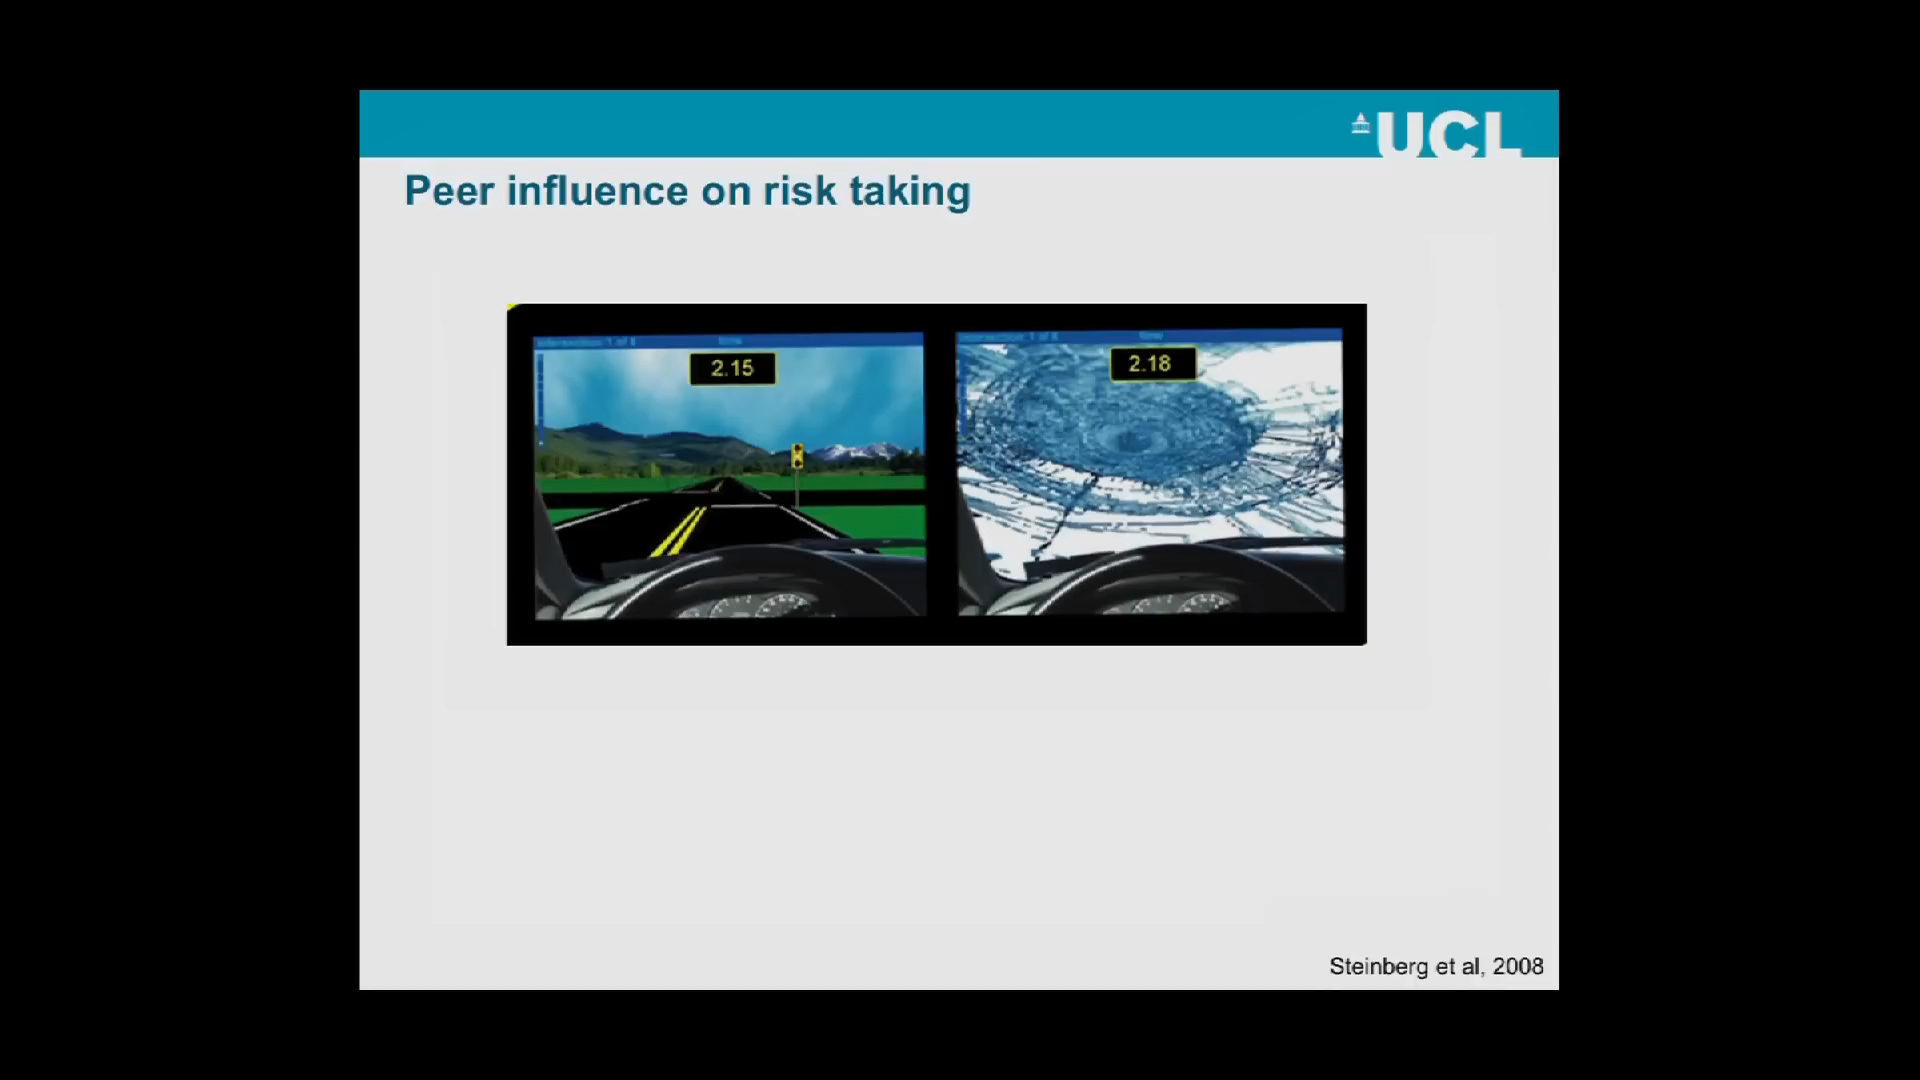 UCL
Peer influence on risk taking
2.15
2.18
Steinberg et al, 2008